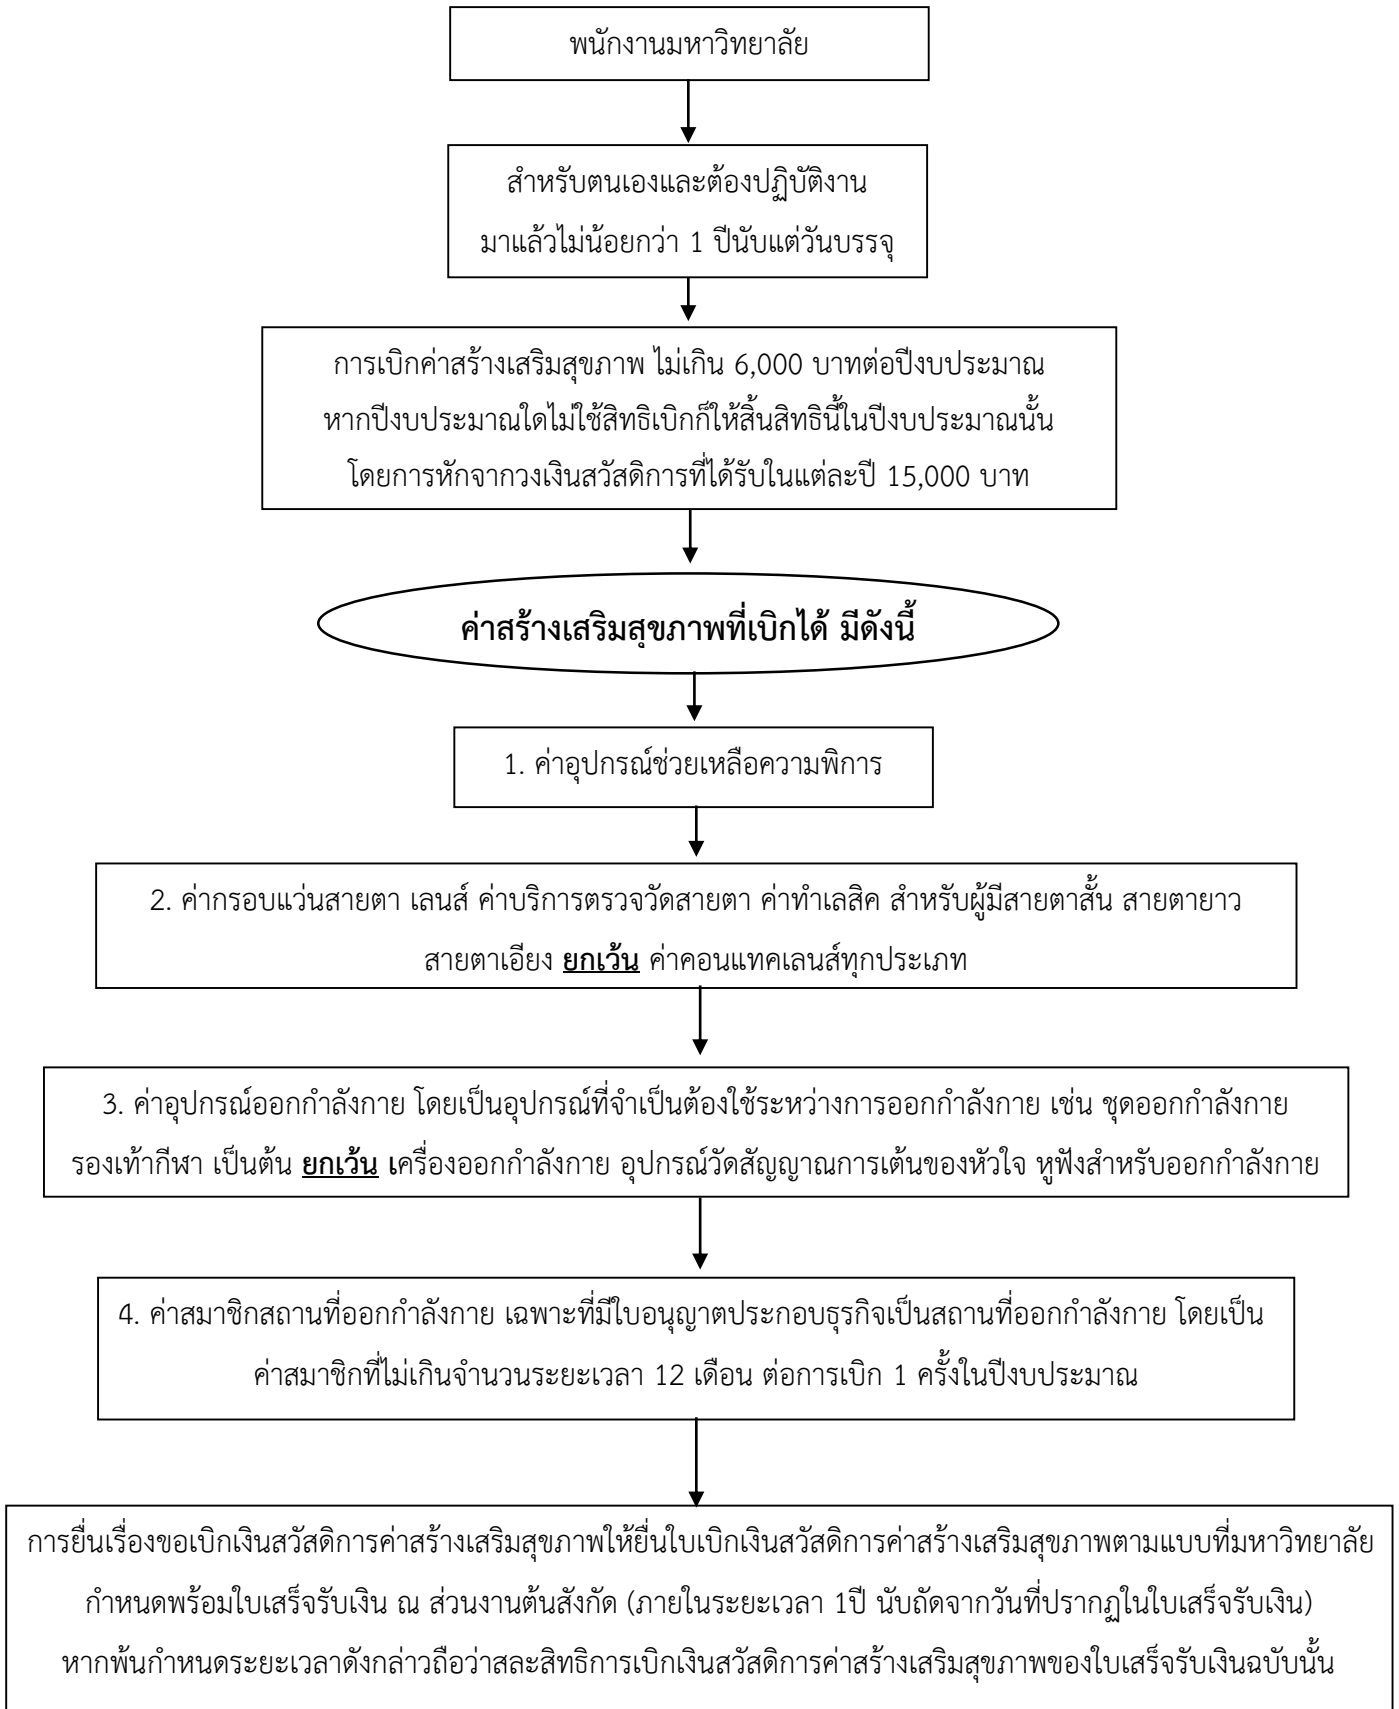 พนักงานมหาวิทยาลัย
สำหรับตนเองและต้องปฏิบัติงาน
มาแล้วไม่น้อยกว่า 1 ปีนับแต่วันบรรจุ
การเบิกค่าสร้างเสริมสุขภาพ ไม่เกิน 6,000 บาทต่อปีงบประมาณ
หากปีงบประมาณใดไม่ใช้สิทธิเบิกก็ให้สิ้นสิทธินี้ในปีงบประมาณนั้น
โดยการหักจากวงเงินสวัสดิการที่ได้รับในแต่ละปี 15,000 บาท
ค่าสร้างเสริมสุขภาพที่เบิกได้ มีดังนี้
1. ค่าอุปกรณ์ช่วยเหลือความพิการ
2. ค่ากรอบแว่นสายตา เลนส์ ค่าบริการตรวจวัดสายตา ค่าทำเลสิค สำหรับผู้มีสายตาสั้น สายตายาว
สายตาเอียง ยกเว้น ค่าคอนแทคเลนส์ทุกประเภท
3. ค่าอุปกรณ์ออกกำลังกาย โดยเป็นอุปกรณ์ที่จำเป็นต้องใช้ระหว่างการออกกำลังกาย เช่น ชุดออกกำลังกาย
รองเท้ากีฬา เป็นต้น ยกเว้น เครื่องออกกำลังกาย อุปกรณ์วัดสัญญาณการเต้นของหัวใจ หูฟังสำหรับออกกำลังกาย
4. ค่าสมาชิกสถานที่ออกกำลังกาย เฉพาะที่มีใบอนุญาตประกอบธุรกิจเป็นสถานที่ออกกำลังกาย โดยเป็น
ค่าสมาชิกที่ไม่เกินจำนวนระยะเวลา 12 เดือน ต่อการเบิก 1 ครั้งในปีงบประมาณ
การยื่นเรื่องขอเบิกเงินสวัสดิการค่าสร้างเสริมสุขภาพให้ยื่นใบเบิกเงินสวัสดิการค่าสร้างเสริมสุขภาพตามแบบที่มหาวิทยาลัย
กำหนดพร้อมใบเสร็จรับเงิน ณ ส่วนงานต้นสังกัด (ภายในระยะเวลา 1ปี นับถัดจากวันที่ปรากฏในใบเสร็จรับเงิน)
หากพ้นกำหนดระยะเวลาดังกล่าวถือว่าสละสิทธิการเบิกเงินสวัสดิการค่าสร้างเสริมสุขภาพของใบเสร็จรับเงินฉบับนั้น